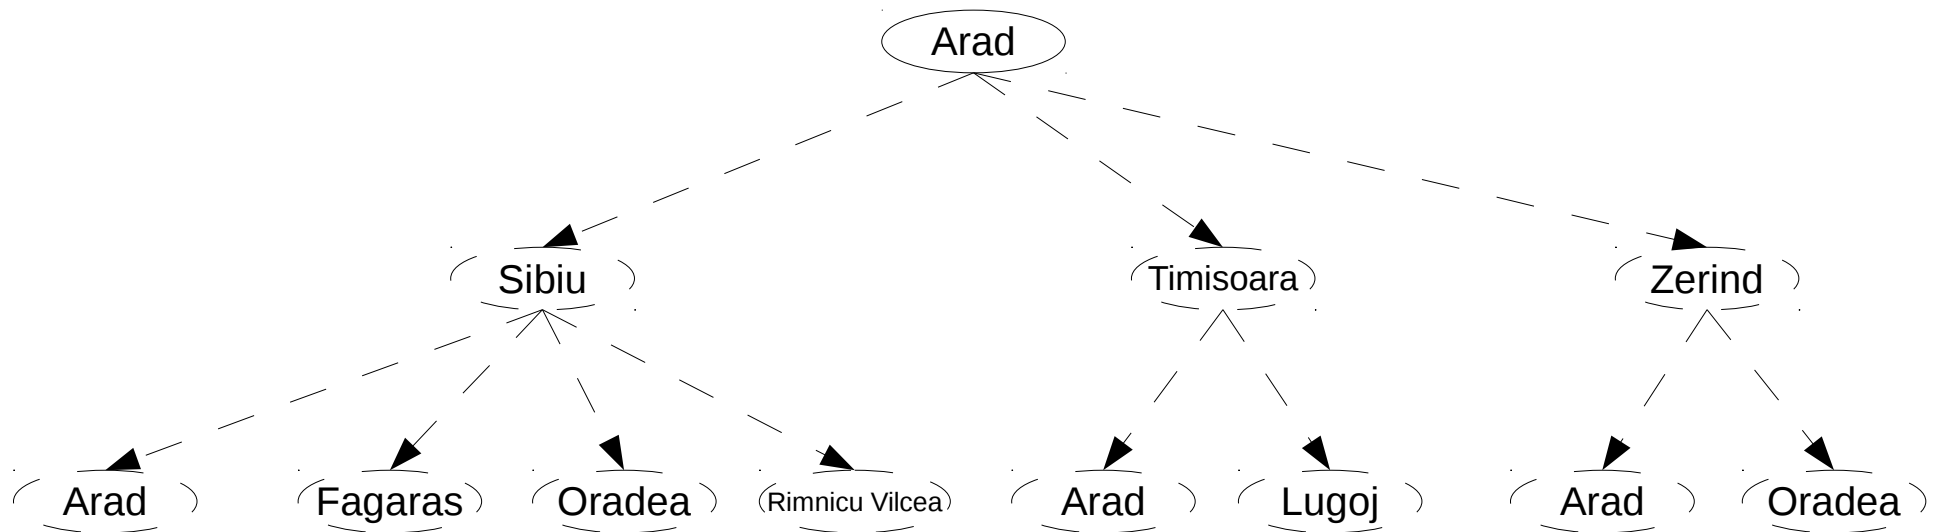 Arad
Sibiu
Timisoara
Zerind
Arad
Fagaras
Oradea
Rimnicu Vilcea
Arad
Lugoj
Arad
Oradea